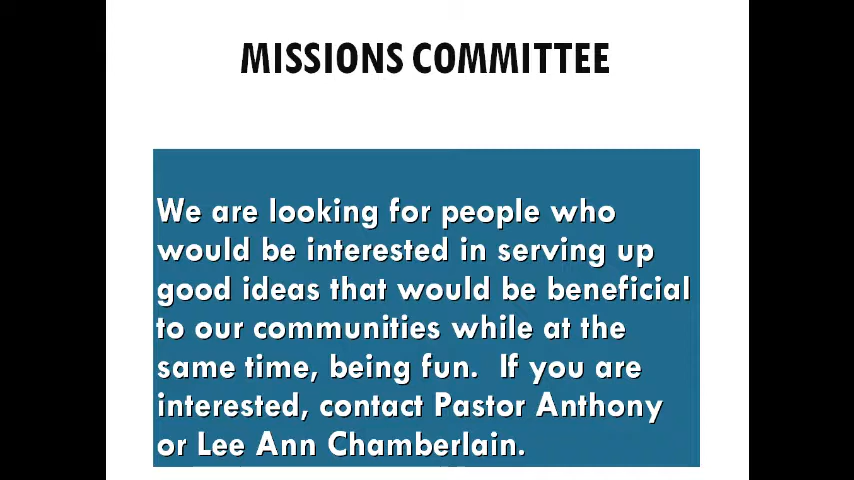 MISSIONS COMMITTEE
We are looking for people who
would be interested in serving up
good ideas that would be beneficial
to our communities while at the
same time, being fun.  If you are
interested, contact Pastor Anthony
or Lee Ann Chamberlain.